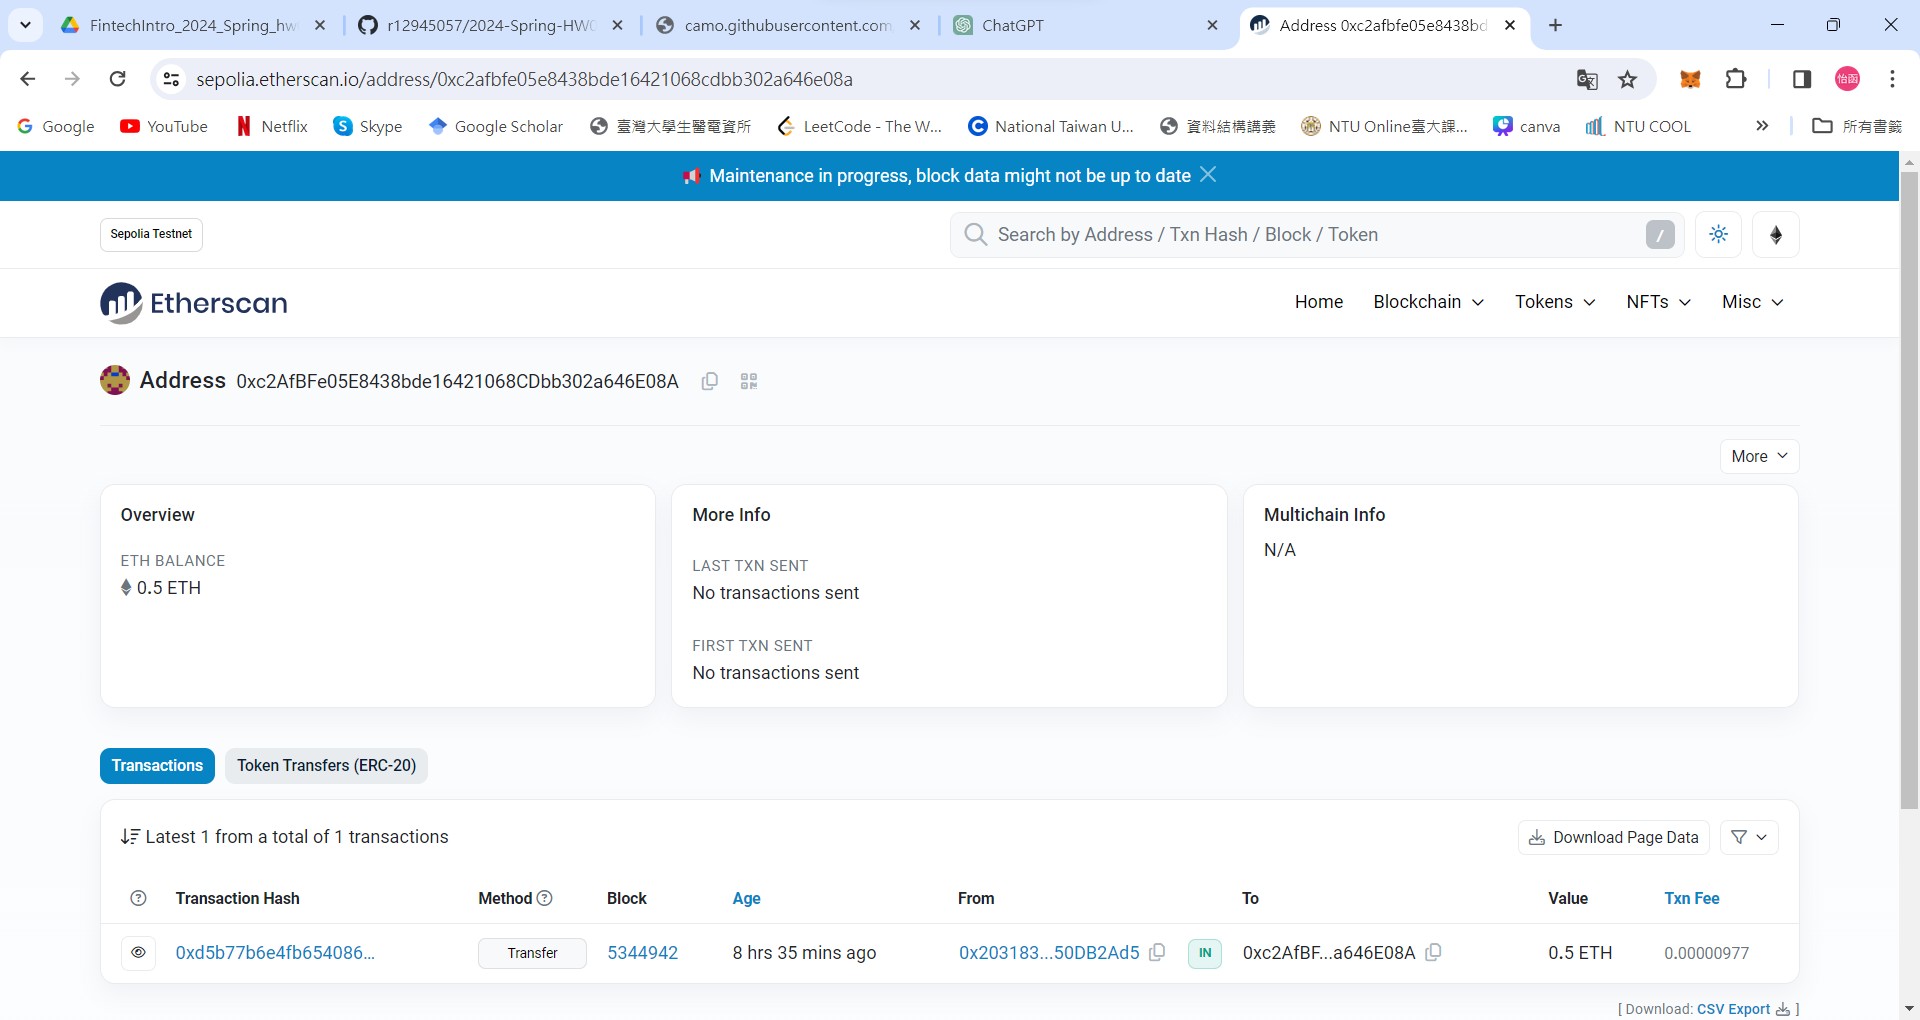 FintechIntro_2024_Spring_hw
r12945057/2024-Spring-HW
camo.githubusercontent.com
ChatGPT
Address 0xc2afbfe05e8438bd
sepolia.etherscan.io/address/0xc2afbfe05e8438bde16421068cdbb302a646e08a
怡函
Google
YouTube
Netflix
Skype
Google Scholar
臺灣大學生醫電資所
LeetCode - The W...
National Taiwan U...
資料結構講義
NTU Online臺大課...
canva
NTU COOL
所有書籤
Maintenance in progress, block data might not be up to date
Sepolia Testnet
Search by Address / Txn Hash / Block / Token
/
Etherscan
Home
Blockchain
Tokens
NFTs
Misc
Address 0xc2AfBFe05E8438bde16421068CDbb302a646E08A
More
Overview
ETH BALANCE
0.5 ETH
More Info
LAST TXN SENT
No transactions sent
FIRST TXN SENT
No transactions sent
Multichain Info
N/A
Transactions
Token Transfers (ERC-20)
Latest 1 from a total of 1 transactions
Download Page Data
Transaction Hash Method Block Age From To Value Txn Fee
0xd5b77b6e4fb654086... Transfer 5344942 8 hrs 35 mins ago 0x203183...50DB2Ad5 IN 0xc2AfBF...a646E08A 0.5 ETH 0.00000977
[ Download: CSV Export ]